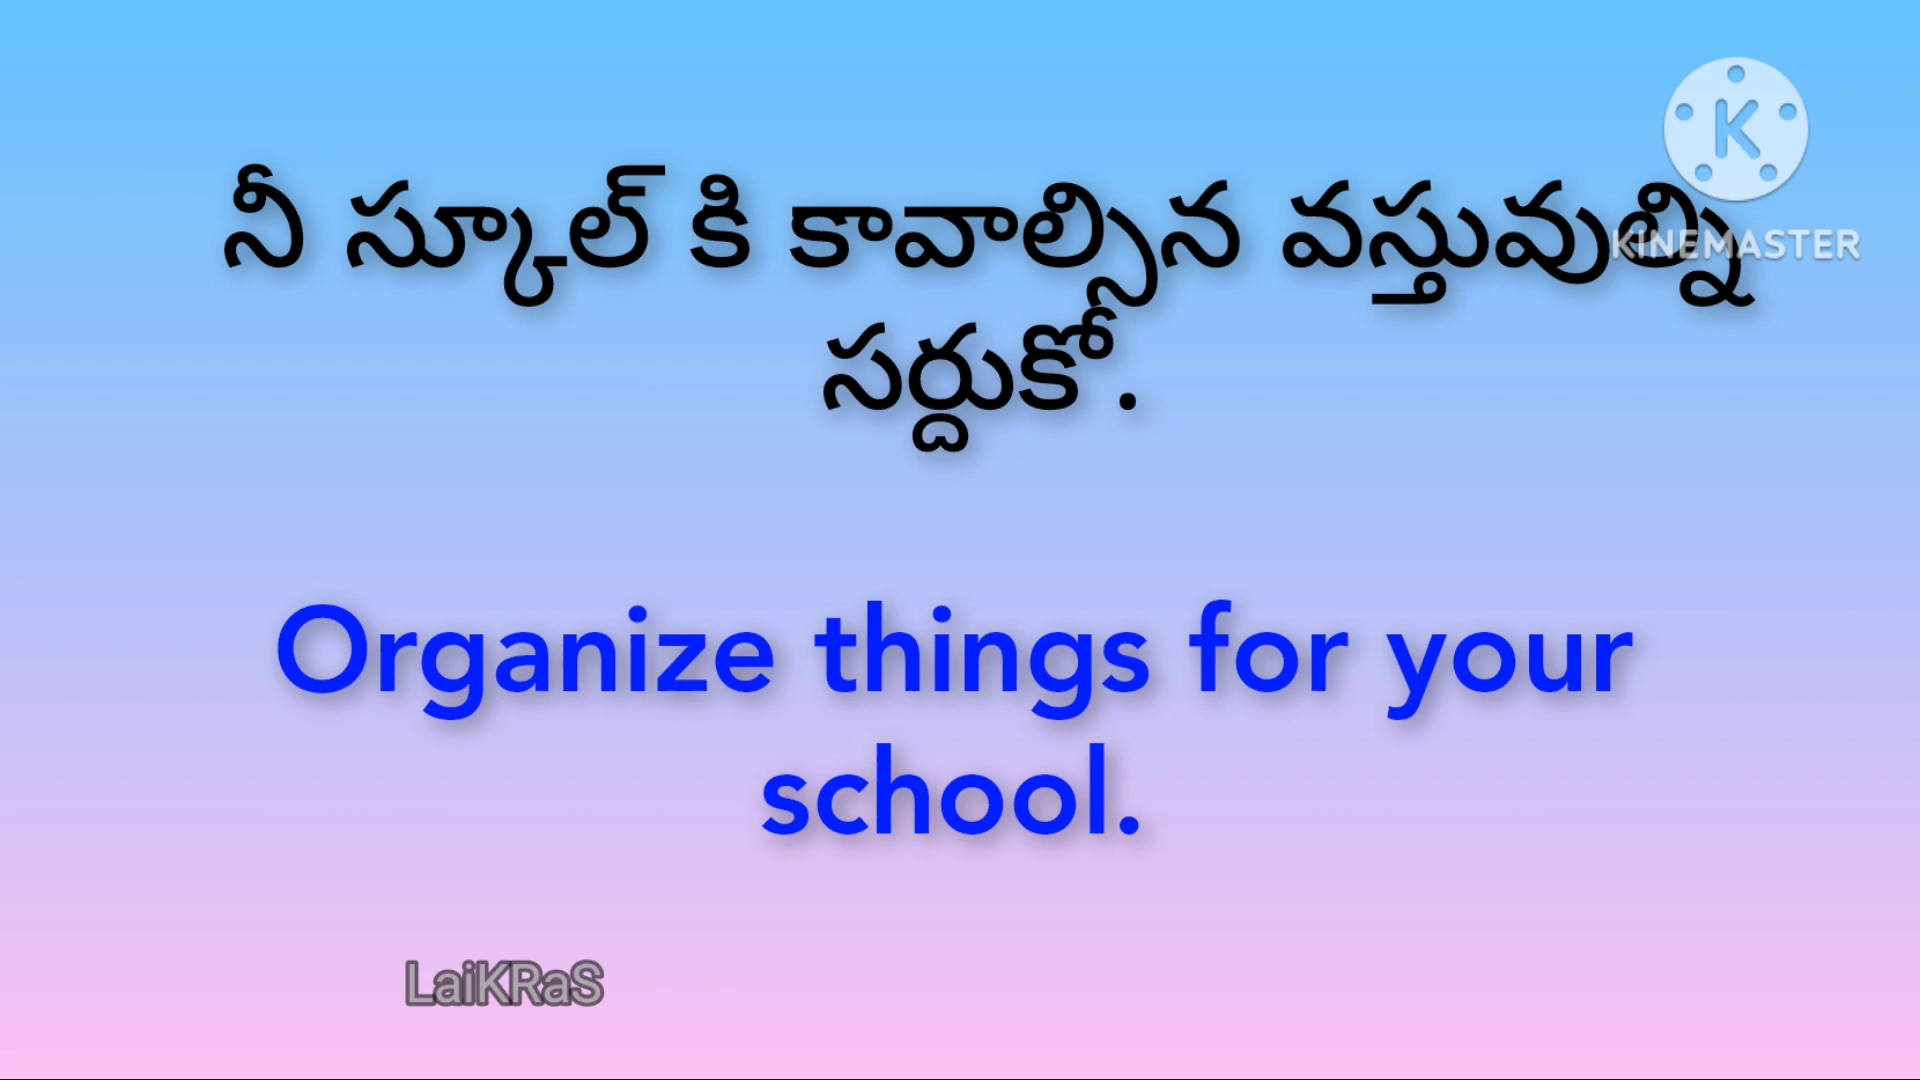 K
KINEMASTER
నీ స్కూల్ కి కావాల్సిన వస్తువుల్ని
సర్దుకో.
Organize things for your
school.
LaiKRaS